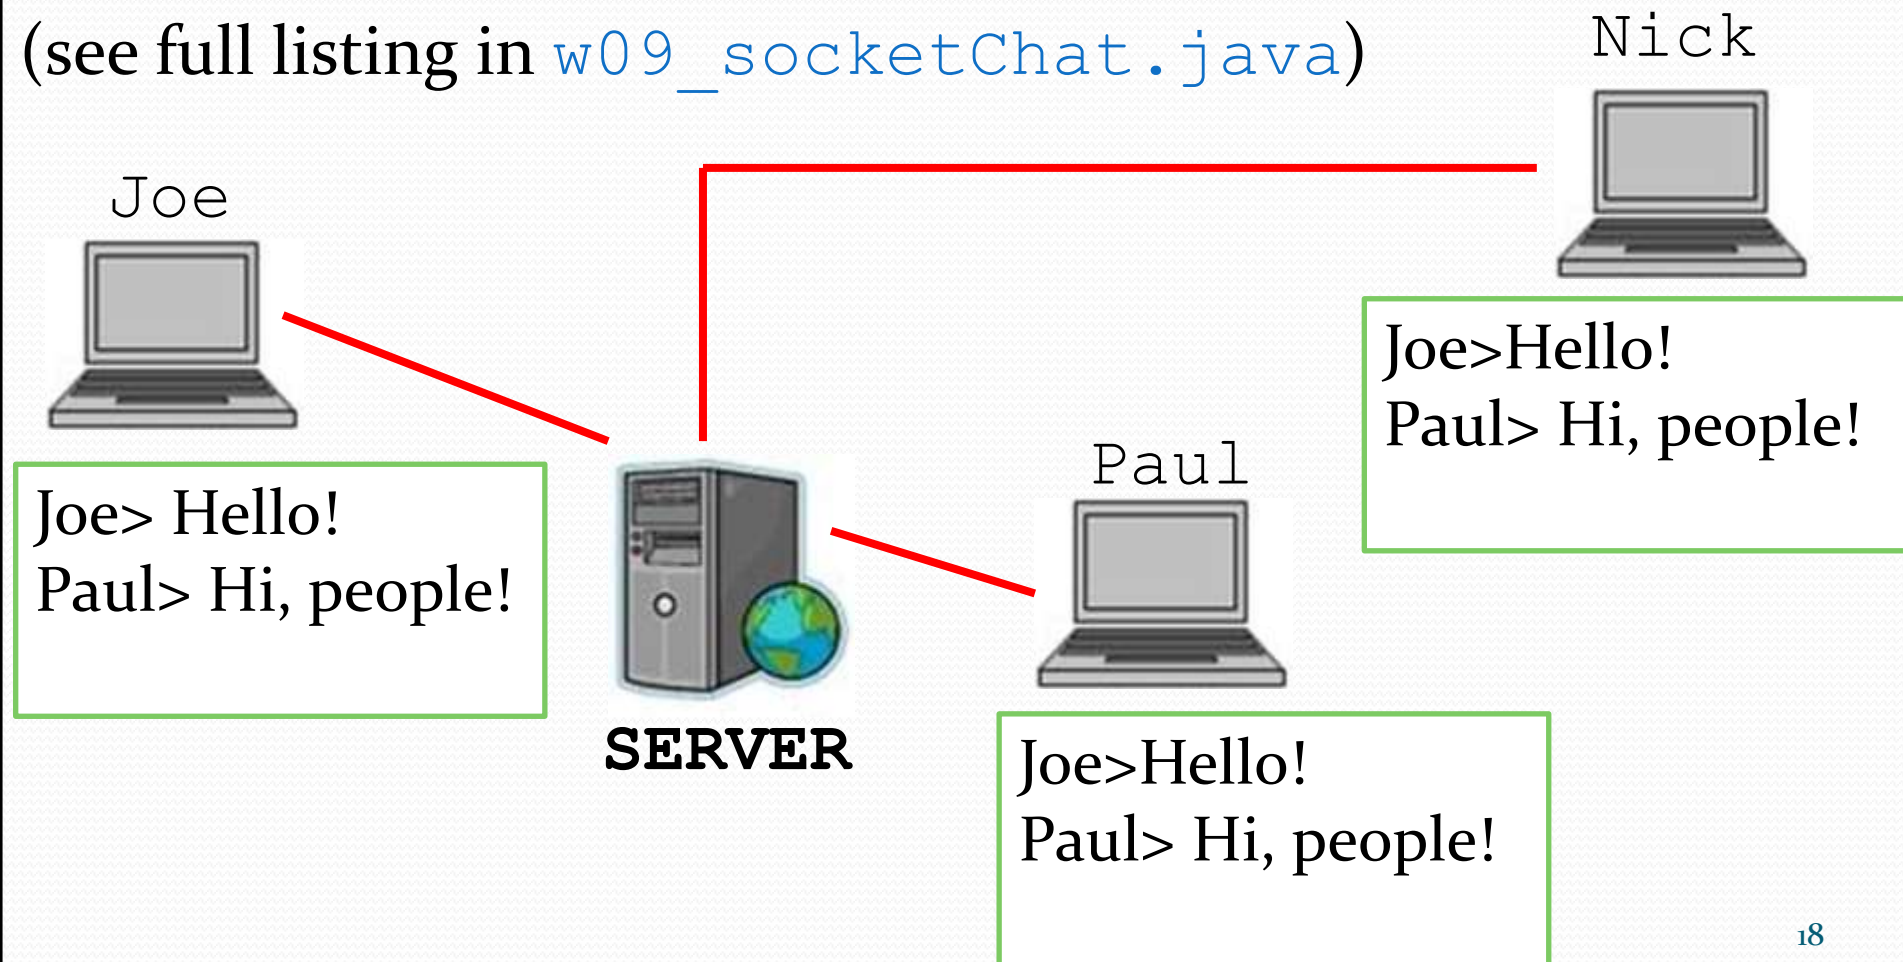 (see full listing in w09_socketChat.java)
Nick
Joe
Joe>Hello!
Paul> Hi, people!
Paul
Joe> Hello!
Paul> Hi, people!
SERVER
Joe>Hello!
Paul> Hi, people!
18